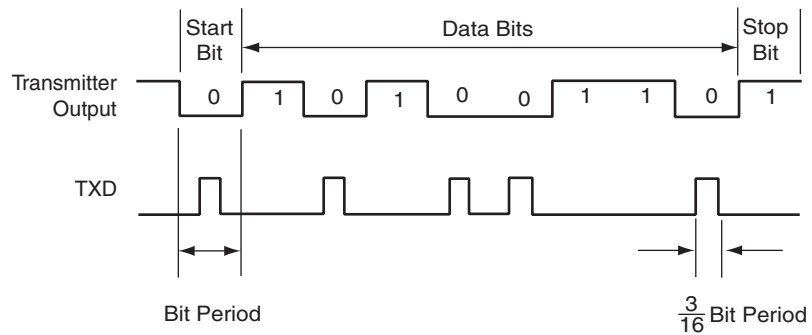 Start Bit
Data Bits
Stop Bit
Transmitter Output
0 1 0 1 0 0 1 1 0 1
TXD
Bit Period
3/16 Bit Period